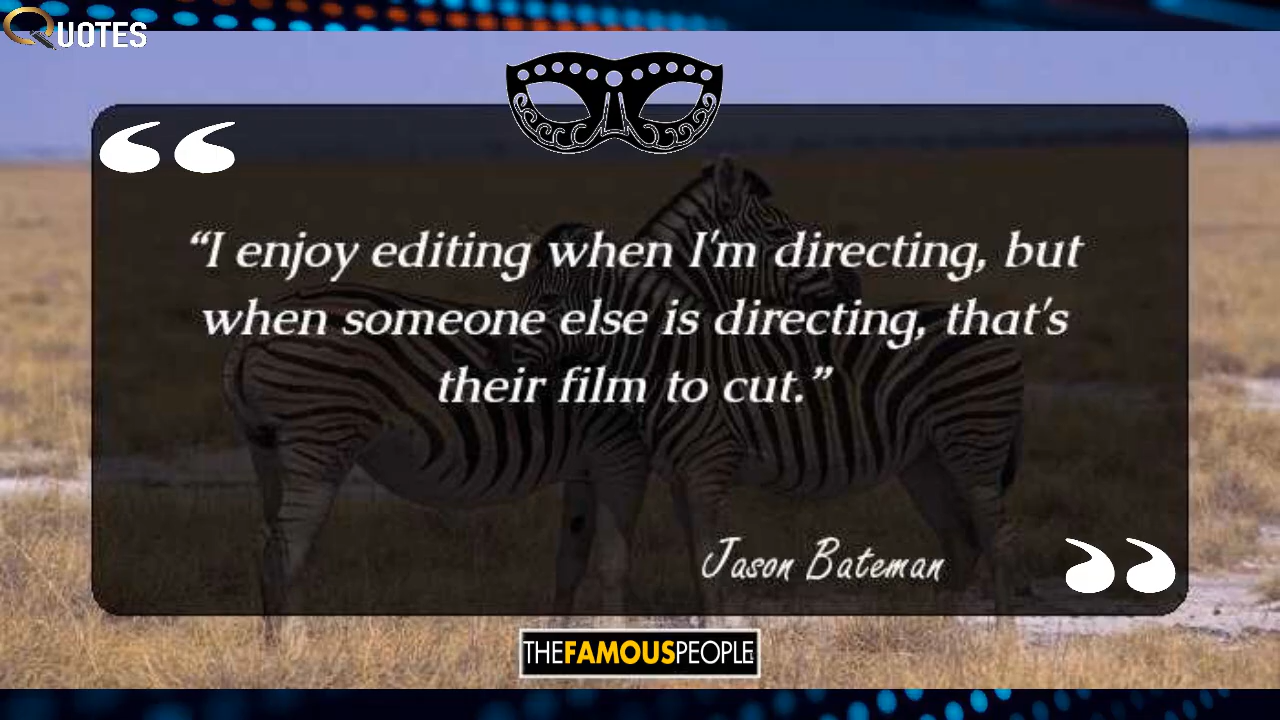 QUOTES
“I enjoy editing when I'm directing, but
when someone else is directing, that's
their film to cut.”
Jason Bateman
THEFAMOUSPEOPLE